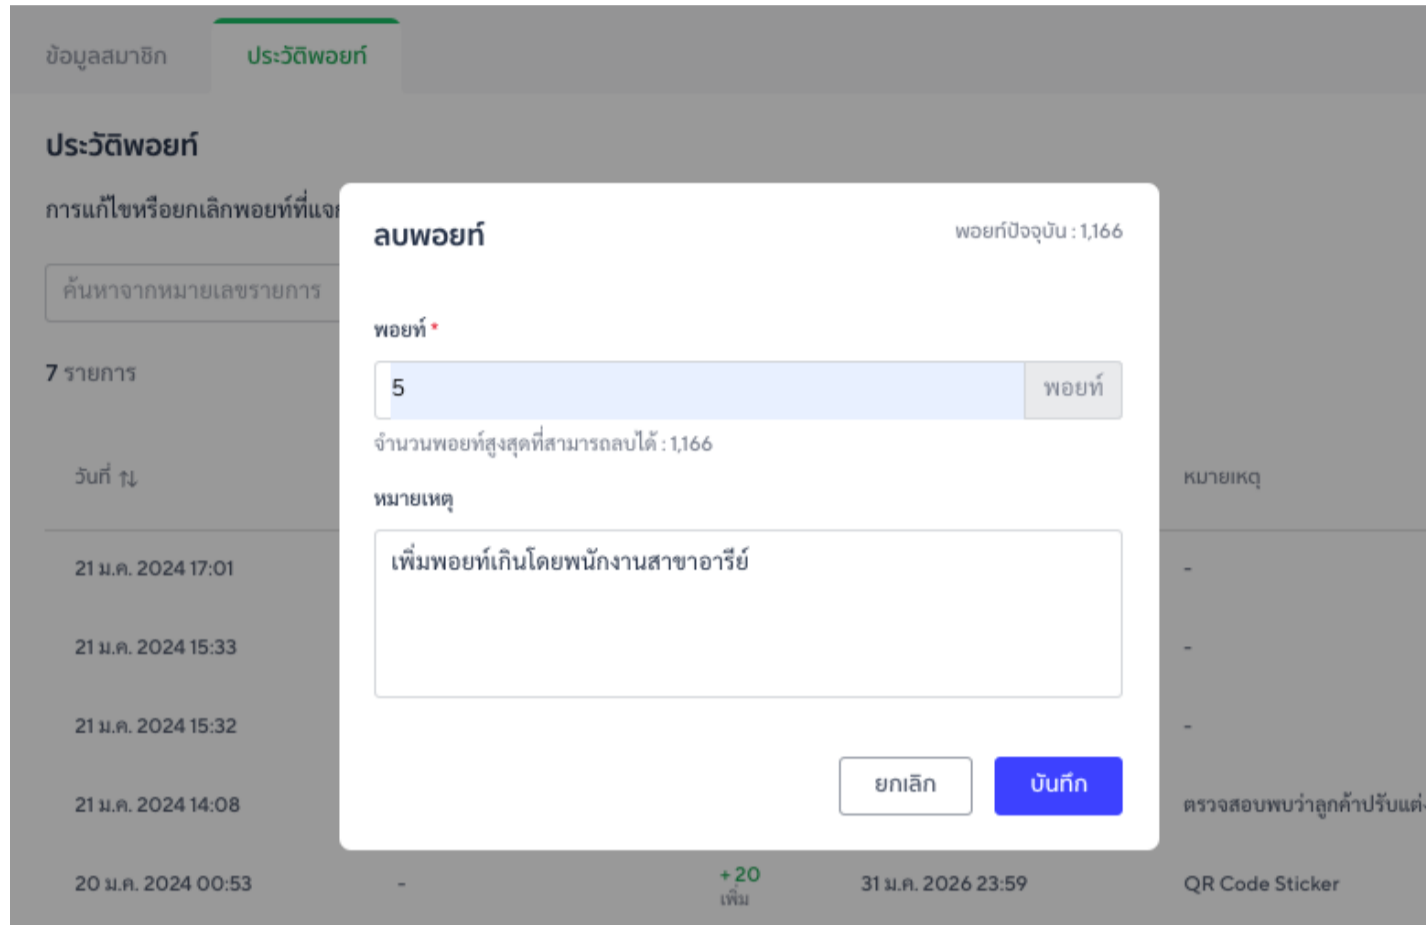 ข้อมูลสมาชิก ประวัติพอยท์
ประวัติพอยท์
การแก้ไขหรือยกเลิกพอยท์ที่แจก
ลบพอยท์ พอยท์ปัจจุบัน : 1,166
ค้นหาจากหมายเลขรายการ
พอยท์ *
7 รายการ
5 พอยท์
จำนวนพอยท์สูงสุดที่สามารถลบได้ : 1,166
วันที่ หมายเหตุ
หมายเหตุ
เพิ่มพอยท์เกินโดยพนักงานสาขาอารีย์
21 ม.ค. 2024 17:01 -
21 ม.ค. 2024 15:33 -
21 ม.ค. 2024 15:32 -
ยกเลิก บันทึก
21 ม.ค. 2024 14:08 ตรวจสอบพบว่าลูกค้าปรับแต่ง
20 ม.ค. 2024 00:53 - +20 31 ม.ค. 2026 23:59 QR Code Sticker
เพิ่ม